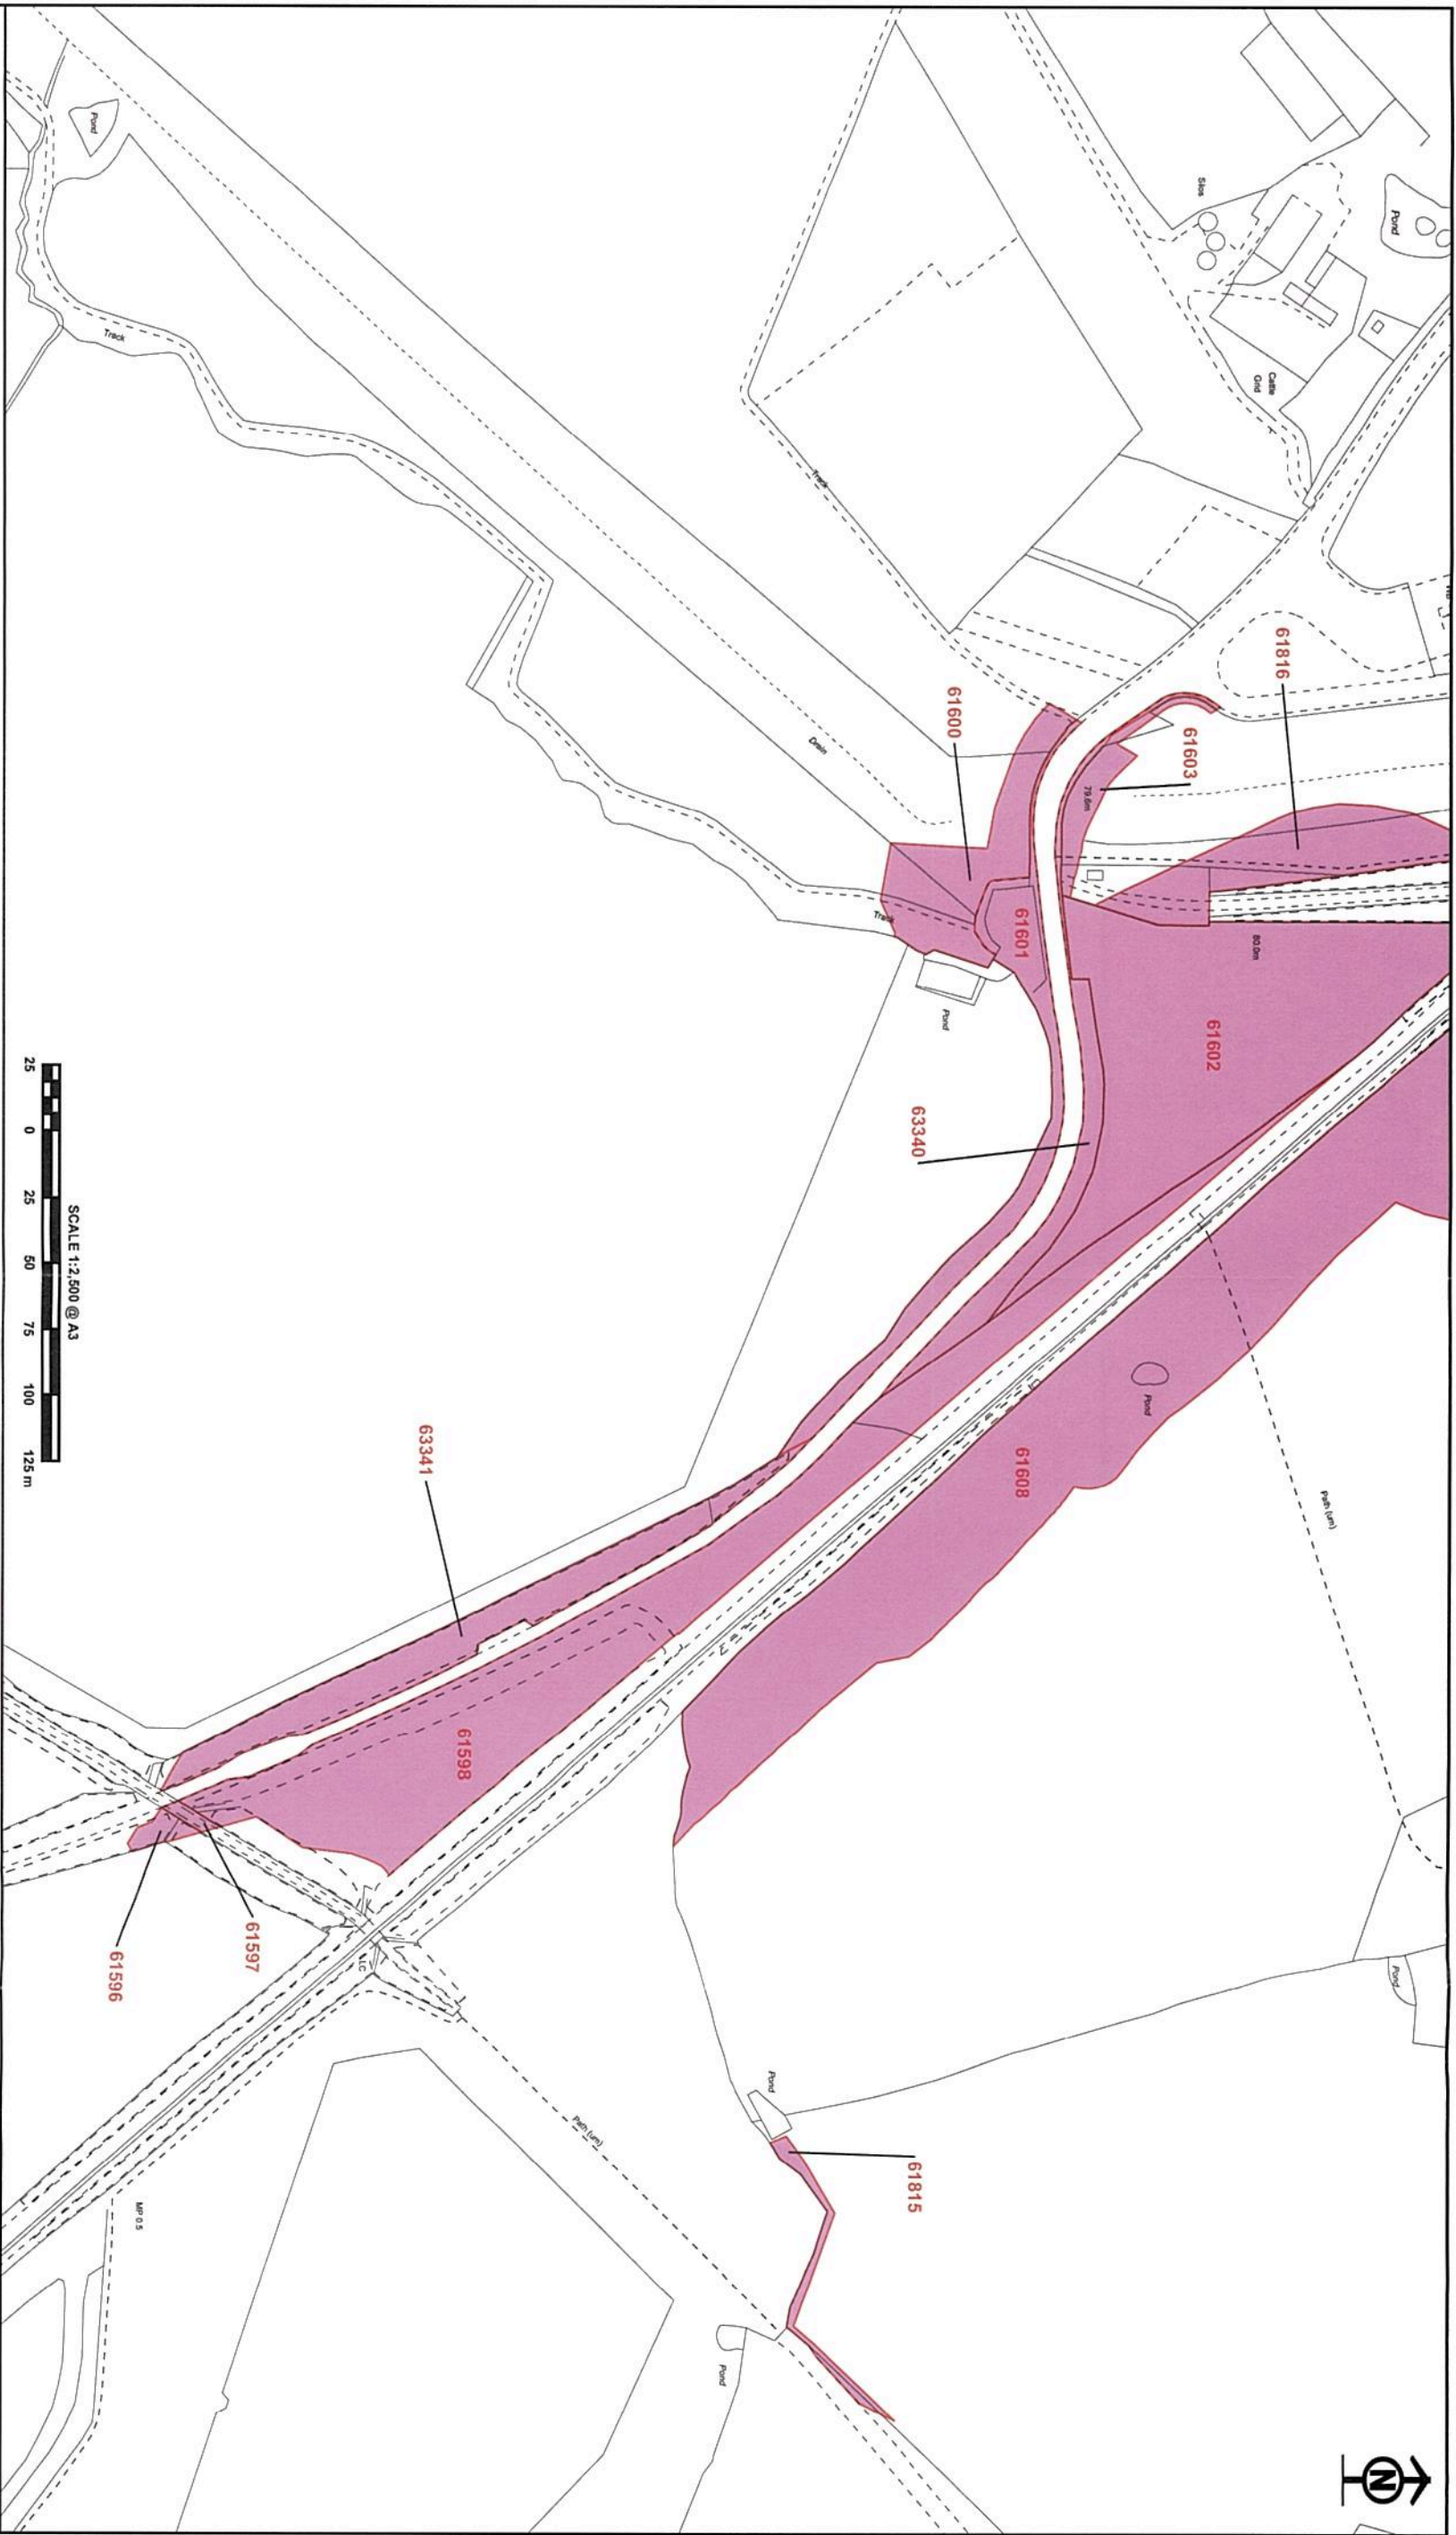 Pond
Silos
Cattle
Grid
61816
61603
79.6m
80.0m
61602
61600
61601
Track
Track
Drain
Track
Pond
Pond
63340
Path (um)
Pond
61608
63341
61598
61597
61596
LC
Pond
Pond
61815
Path (um)
Pond
MP 0.5
N
SCALE 1:2,500 @ A3
25 0 25 50 75 100 125 m